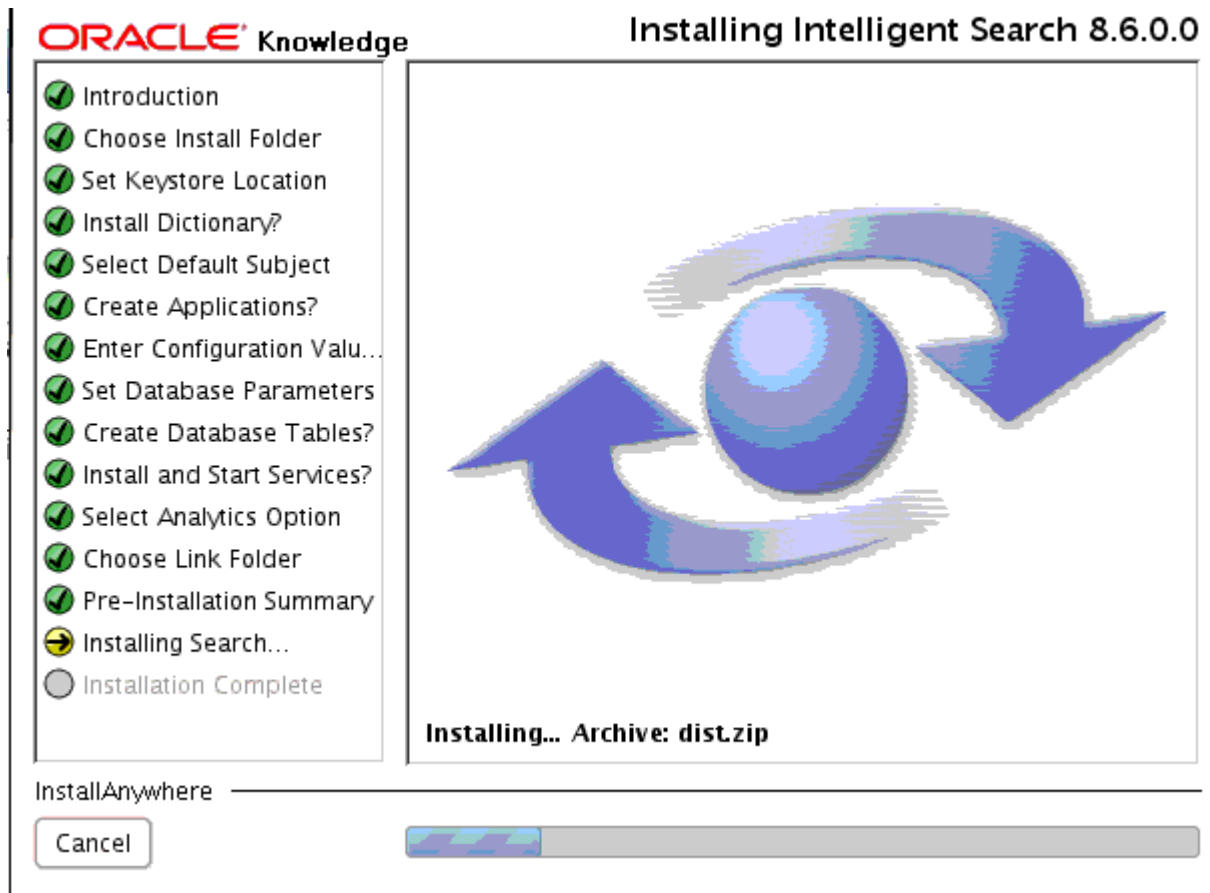 ORACLE Knowledge
Installing Intelligent Search 8.6.0.0
Introduction
Choose Install Folder
Set Keystore Location
Install Dictionary?
Select Default Subject
Create Applications?
Enter Configuration Valu...
Set Database Parameters
Create Database Tables?
Install and Start Services?
Select Analytics Option
Choose Link Folder
Pre-Installation Summary
Installing Search...
Installation Complete
Installing... Archive: dist.zip
InstallAnywhere
Cancel